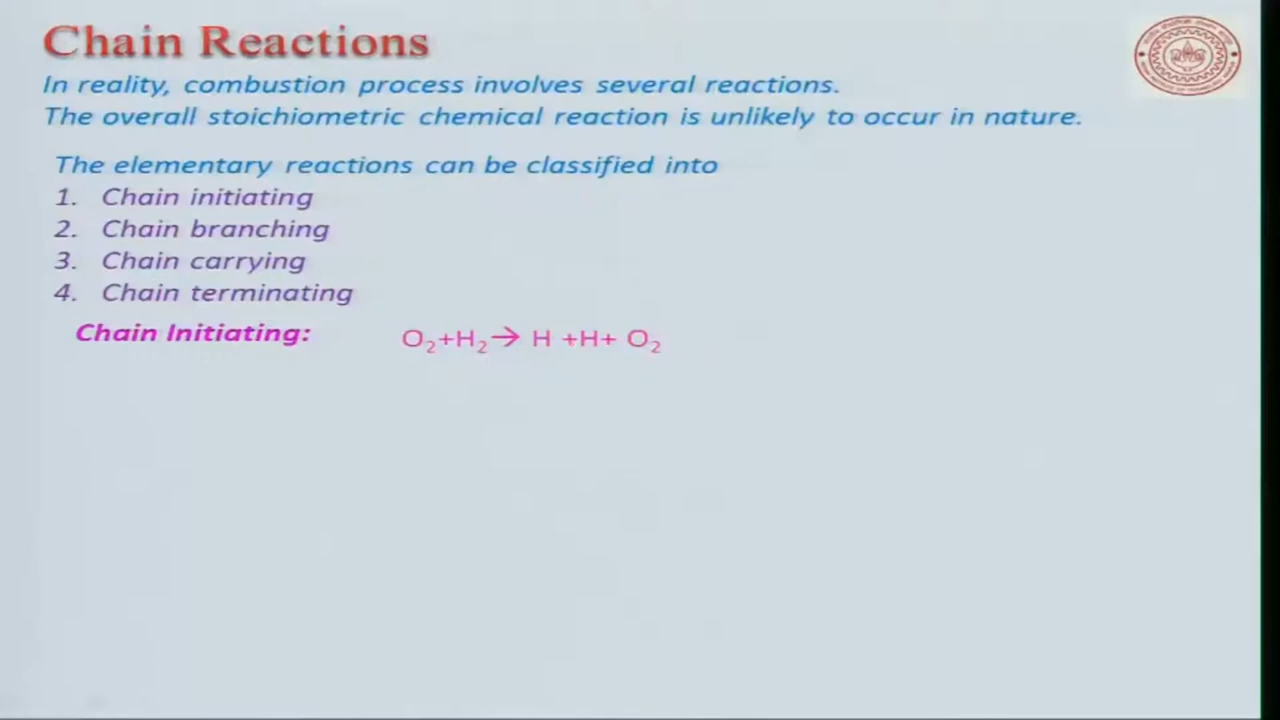 Chain Reactions
In reality, combustion process involves several reactions.
The overall stoichiometric chemical reaction is unlikely to occur in nature.
The elementary reactions can be classified into
1. Chain initiating
2. Chain branching
3. Chain carrying
4. Chain terminating
Chain Initiating: O₂+H₂→ H +H+ O₂